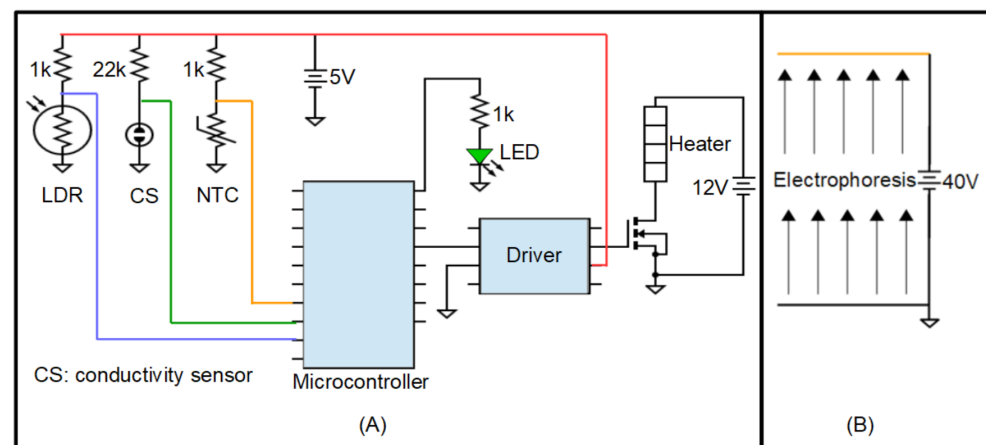 1k 22k 1k
5V
1k
LED
Heater
12V
Electrophoresis
40V
LDR CS NTC
Driver
CS: conductivity sensor
Microcontroller
(A) (B)